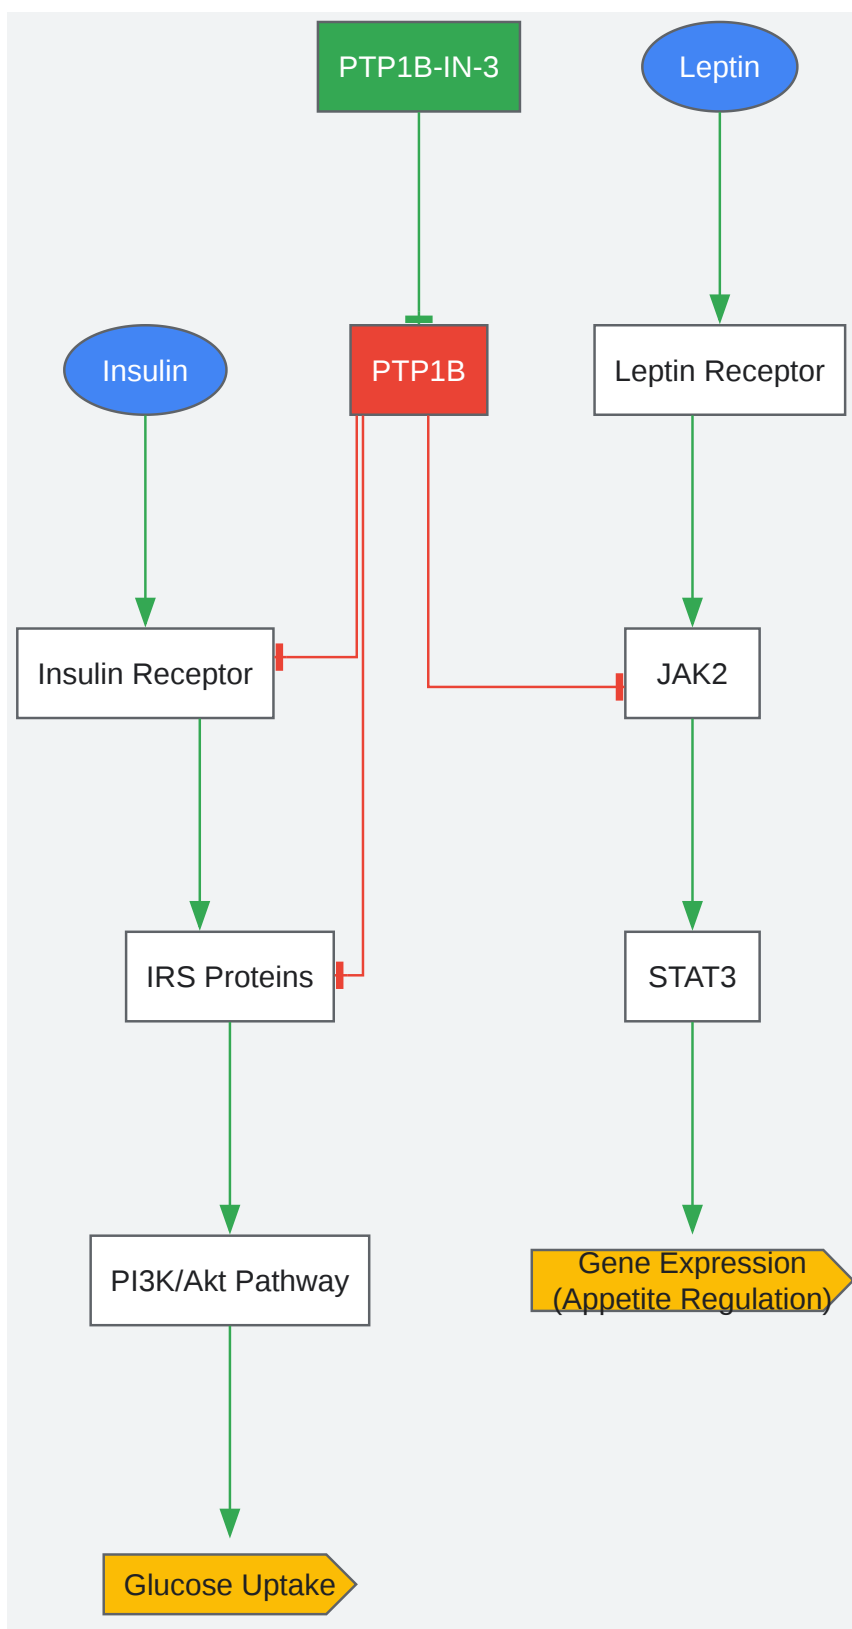 PTP1B-IN-3
Leptin
Insulin
PTP1B
Leptin Receptor
Insulin Receptor
JAK2
IRS Proteins
STAT3
PI3K/Akt Pathway
Gene Expression
(Appetite Regulation)
Glucose Uptake